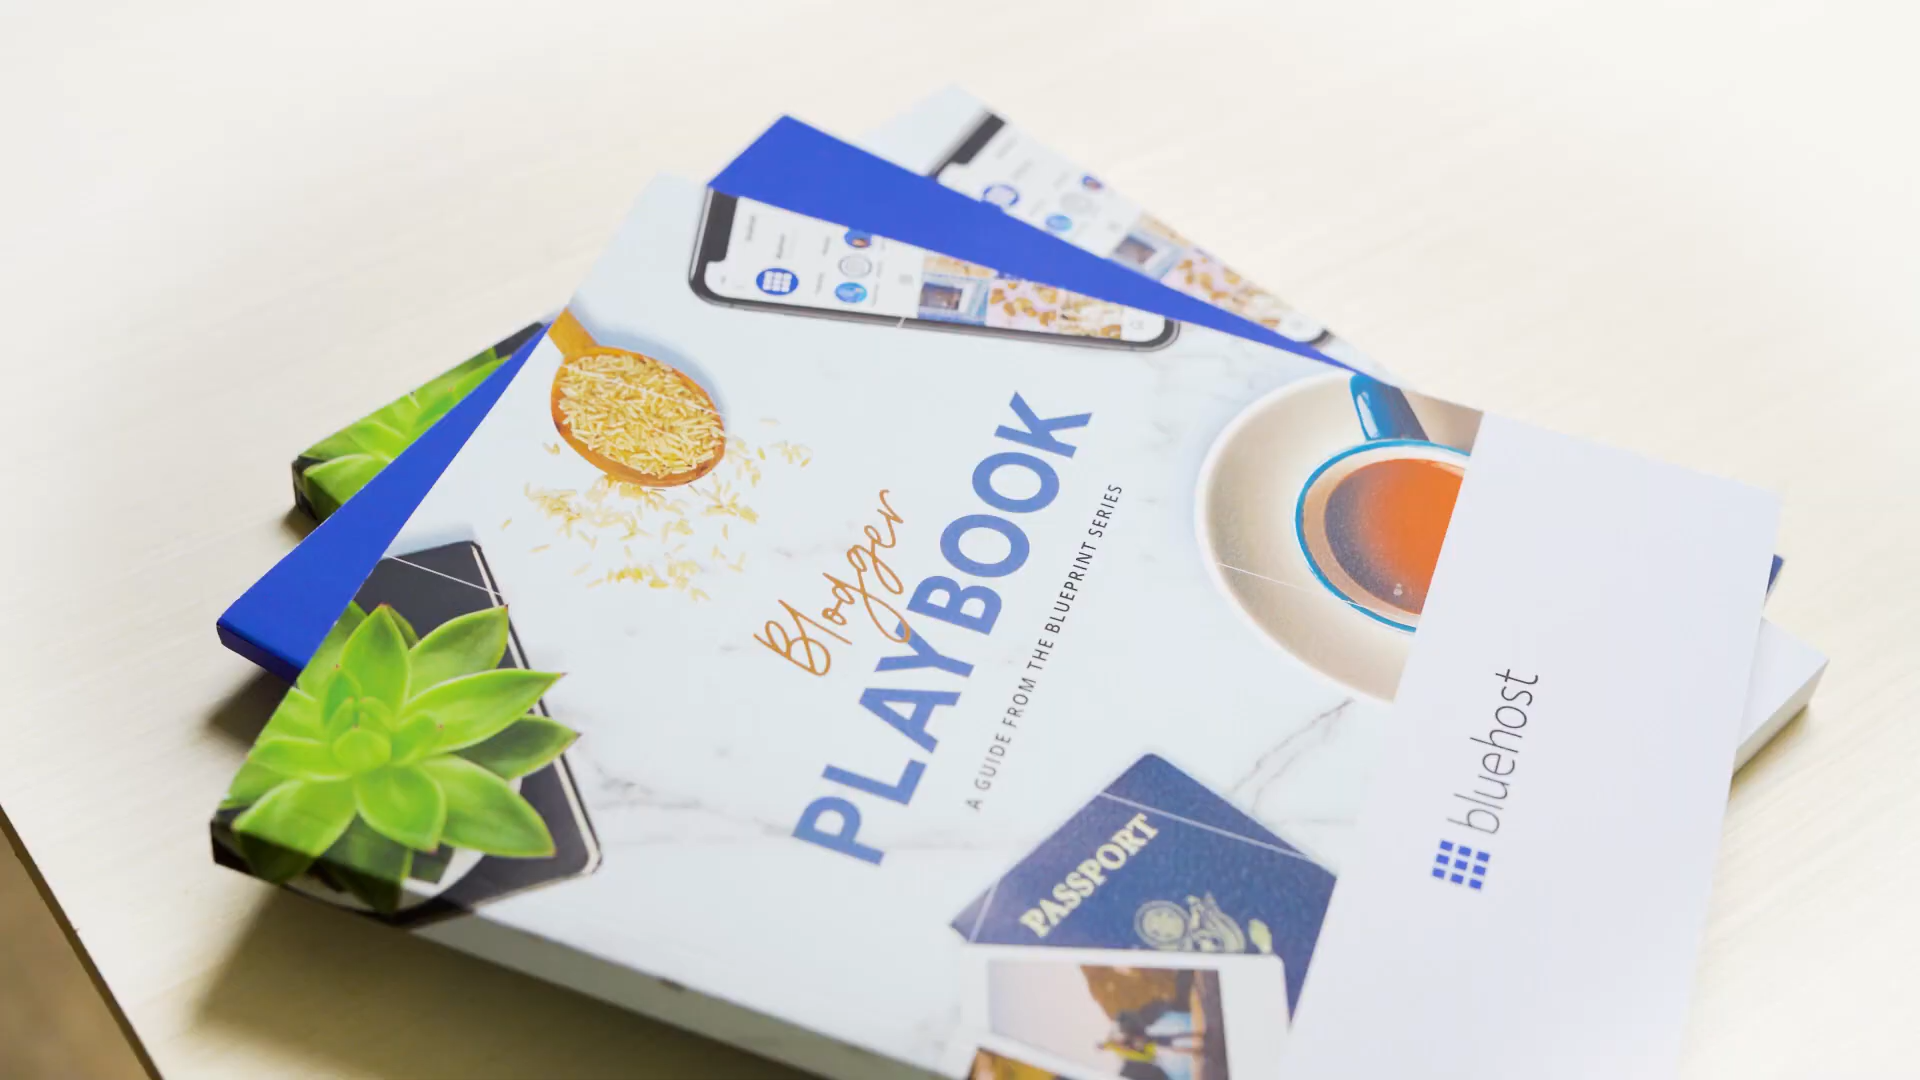 Blogger
PLAYBOOK
A GUIDE FROM THE BLUEPRINT SERIES
PASSPORT
bluehost